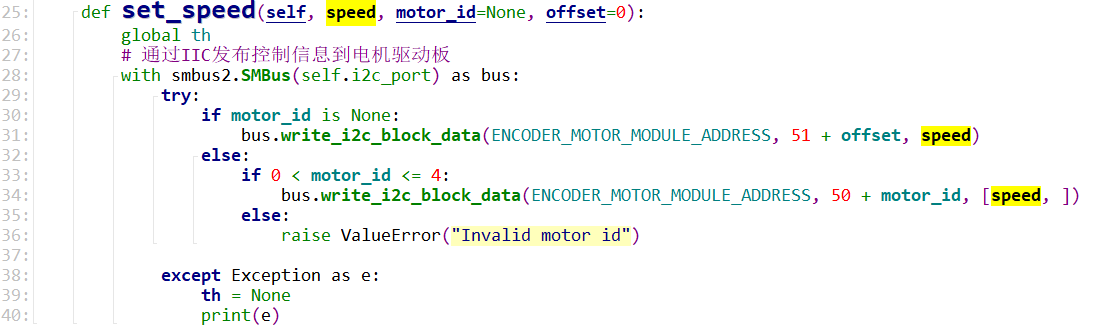 25:     def set_speed(self, speed, motor_id=None, offset=0):
26:         global th
27:         # 通过IIC发布控制信息到电机驱动板
28:         with smbus2.SMBus(self.i2c_port) as bus:
29:             try:
30:                 if motor_id is None:
31:                     bus.write_i2c_block_data(ENCODER_MOTOR_MODULE_ADDRESS, 51 + offset, speed)
32:                 else:
33:                     if 0 < motor_id <= 4:
34:                         bus.write_i2c_block_data(ENCODER_MOTOR_MODULE_ADDRESS, 50 + motor_id, [speed, ])
35:                     else:
36:                         raise ValueError("Invalid motor id")
37:
38:             except Exception as e:
39:                 th = None
40:                 print(e)